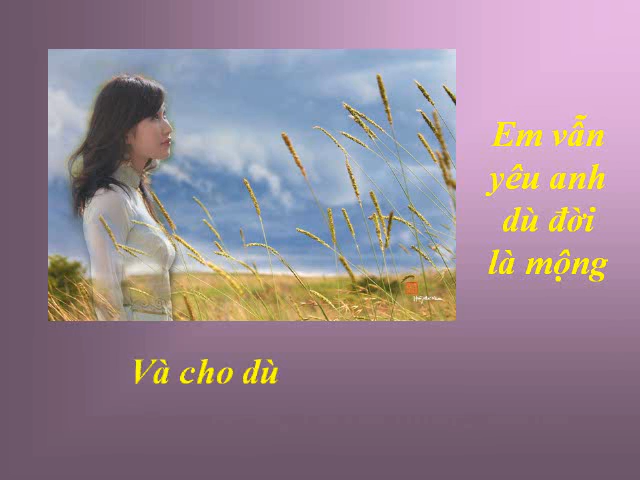 Em vẫn
yêu anh
dù đời
là mộng
Và cho dù